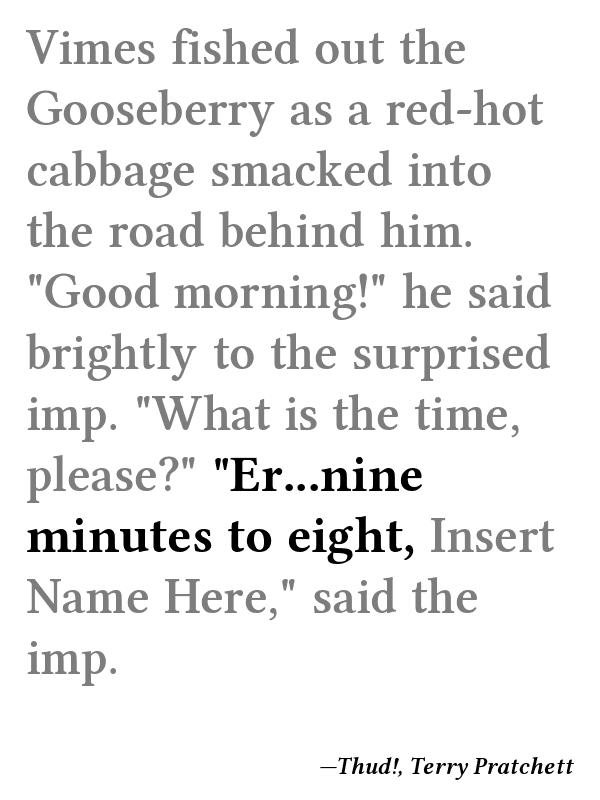 Vimes fished out the
Gooseberry as a red-hot
cabbage smacked into
the road behind him.
"Good morning!" he said
brightly to the surprised
imp. "What is the time,
please?" "Er...nine
minutes to eight, Insert
Name Here," said the
imp.
—Thud!, Terry Pratchett